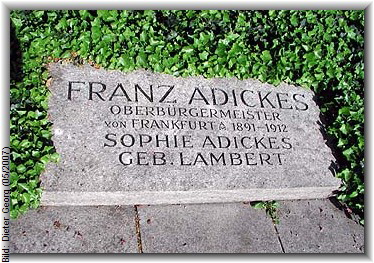 FRANZ ADICKES
OBERBÜRGERMEISTER
VON FRANKFURT A 1891-1912
SOPHIE ADICKES
GEB. LAMBERT
Bild: Dieter Georg (05/2007)